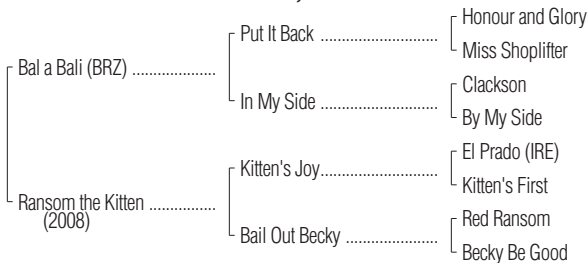 Honour and Glory
Put It Back
Miss Shoplifter
Bal a Bali (BRZ)
Clackson
In My Side
By My Side
El Prado (IRE)
Kitten's Joy
Kitten's First
Ransom the Kitten
(2008)
Red Ransom
Bail Out Becky
Becky Be Good